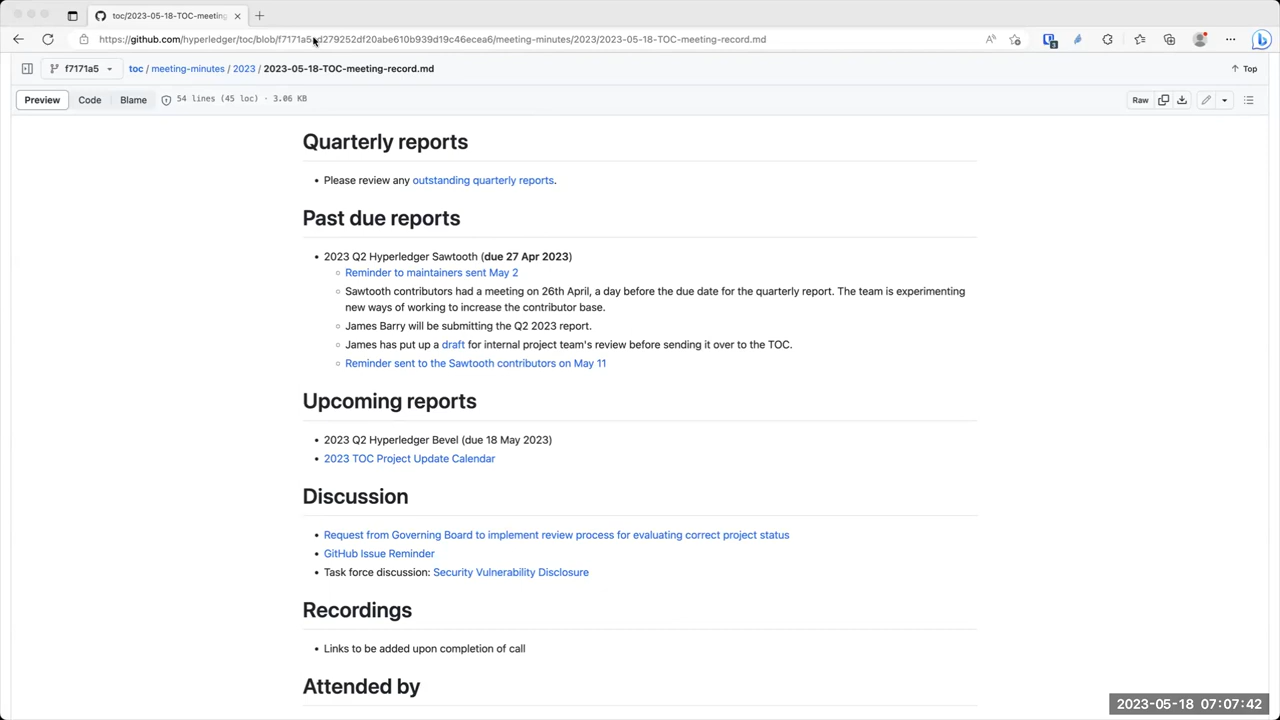 toc/2023-05-18-TOC-meeting-
https://github.com/hyperledger/toc/blob/f7171a5 d279252df20abe610b939d19c46ecea6/meeting-minutes/2023/2023-05-18-TOC-meeting-record.md
f7171a5
toc / meeting-minutes / 2023 / 2023-05-18-TOC-meeting-record.md
Top
Preview Code Blame 54 lines (45 loc) · 3.06 KB Raw
Quarterly reports
• Please review any outstanding quarterly reports.
Past due reports
• 2023 Q2 Hyperledger Sawtooth (due 27 Apr 2023)
◦ Reminder to maintainers sent May 2
◦ Sawtooth contributors had a meeting on 26th April, a day before the due date for the quarterly report. The team is experimenting
new ways of working to increase the contributor base.
◦ James Barry will be submitting the Q2 2023 report.
◦ James has put up a draft for internal project team's review before sending it over to the TOC.
◦ Reminder sent to the Sawtooth contributors on May 11
Upcoming reports
• 2023 Q2 Hyperledger Bevel (due 18 May 2023)
• 2023 TOC Project Update Calendar
Discussion
• Request from Governing Board to implement review process for evaluating correct project status
• GitHub Issue Reminder
• Task force discussion: Security Vulnerability Disclosure
Recordings
• Links to be added upon completion of call
Attended by
2023-05-18 07:07:42